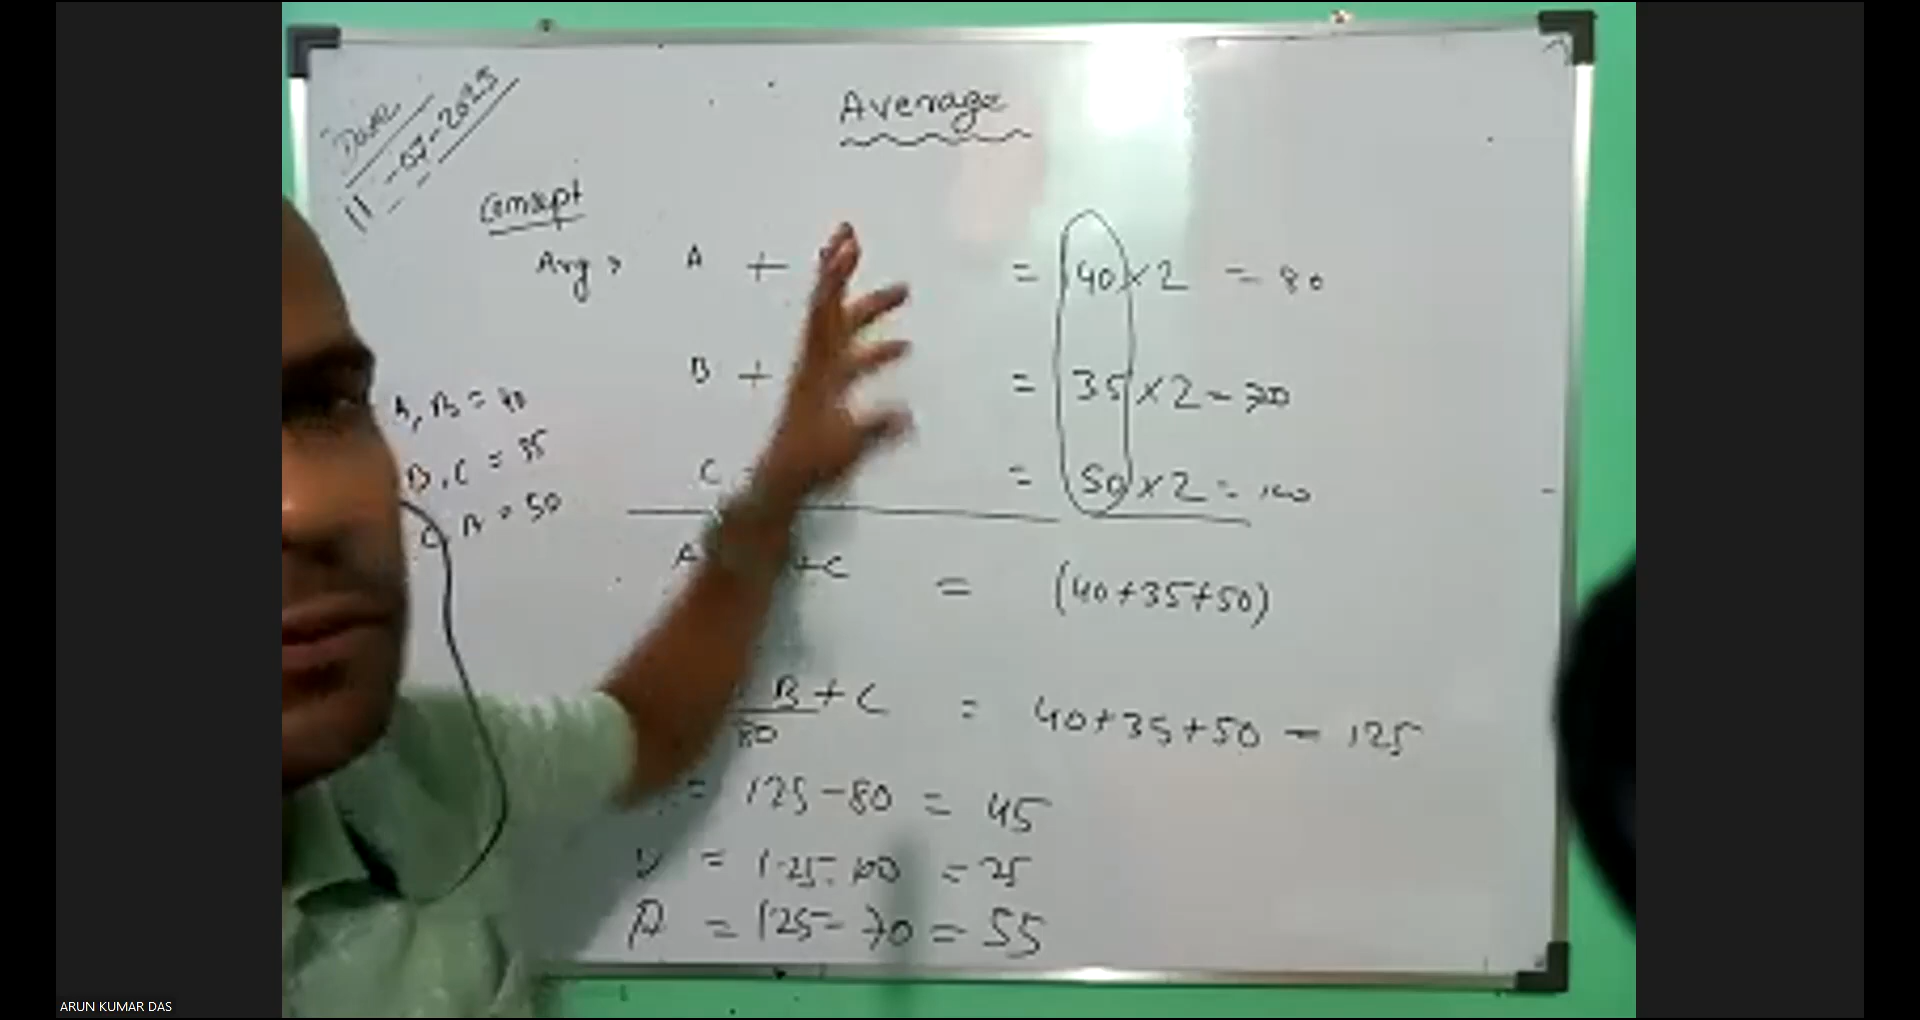 Date
11-07-2025
Average
Concept
Avg > A + = 40 × 2 = 80
B + = 35 × 2 = 70
C = 50 × 2 = 100
A, B = 40
B, C = 35
C, A = 50
A +C = (40+35+50)
B + C = 40+35+50 = 125
80
= 125 - 80 = 45
= 125 - 100 = 25
A = 125 - 70 = 55
ARUN KUMAR DAS